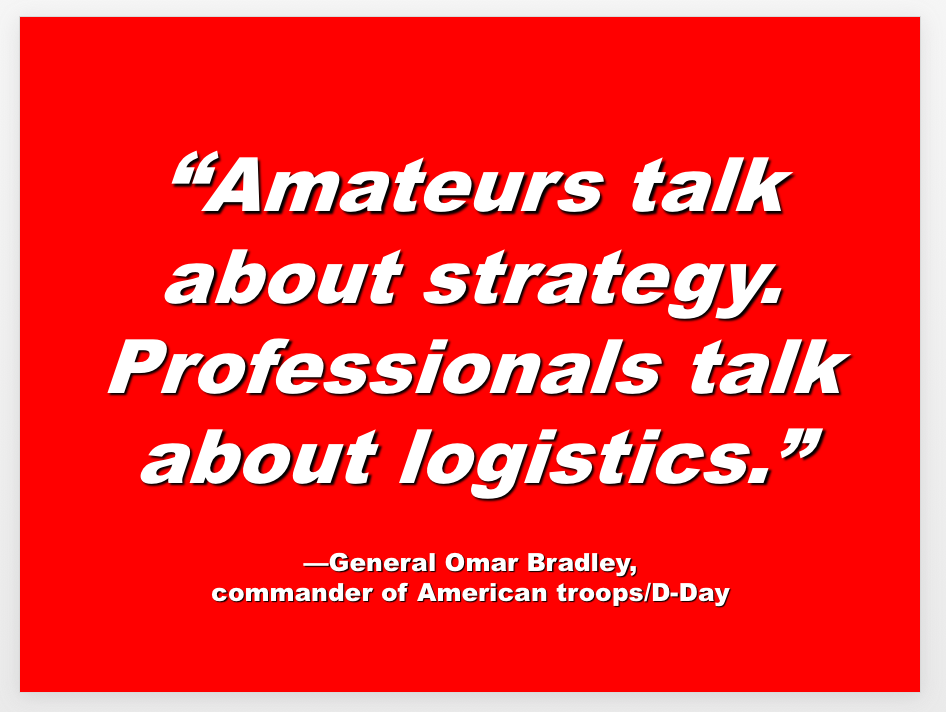 “Amateurs talk
about strategy.
Professionals talk
about logistics.”
—General Omar Bradley,
commander of American troops/D-Day